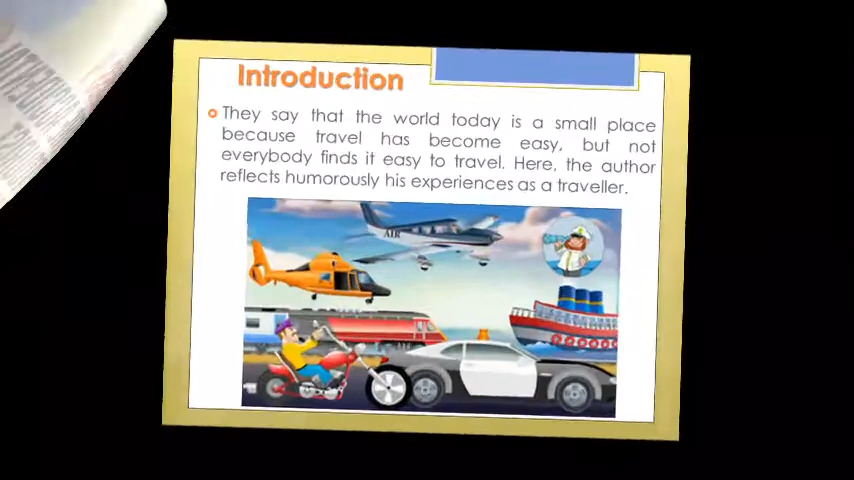 Introduction
They say that the world today is a small place
because travel has become easy, but not
everybody finds it easy to travel. Here, the author
reflects humorously his experiences as a traveller.
AIR